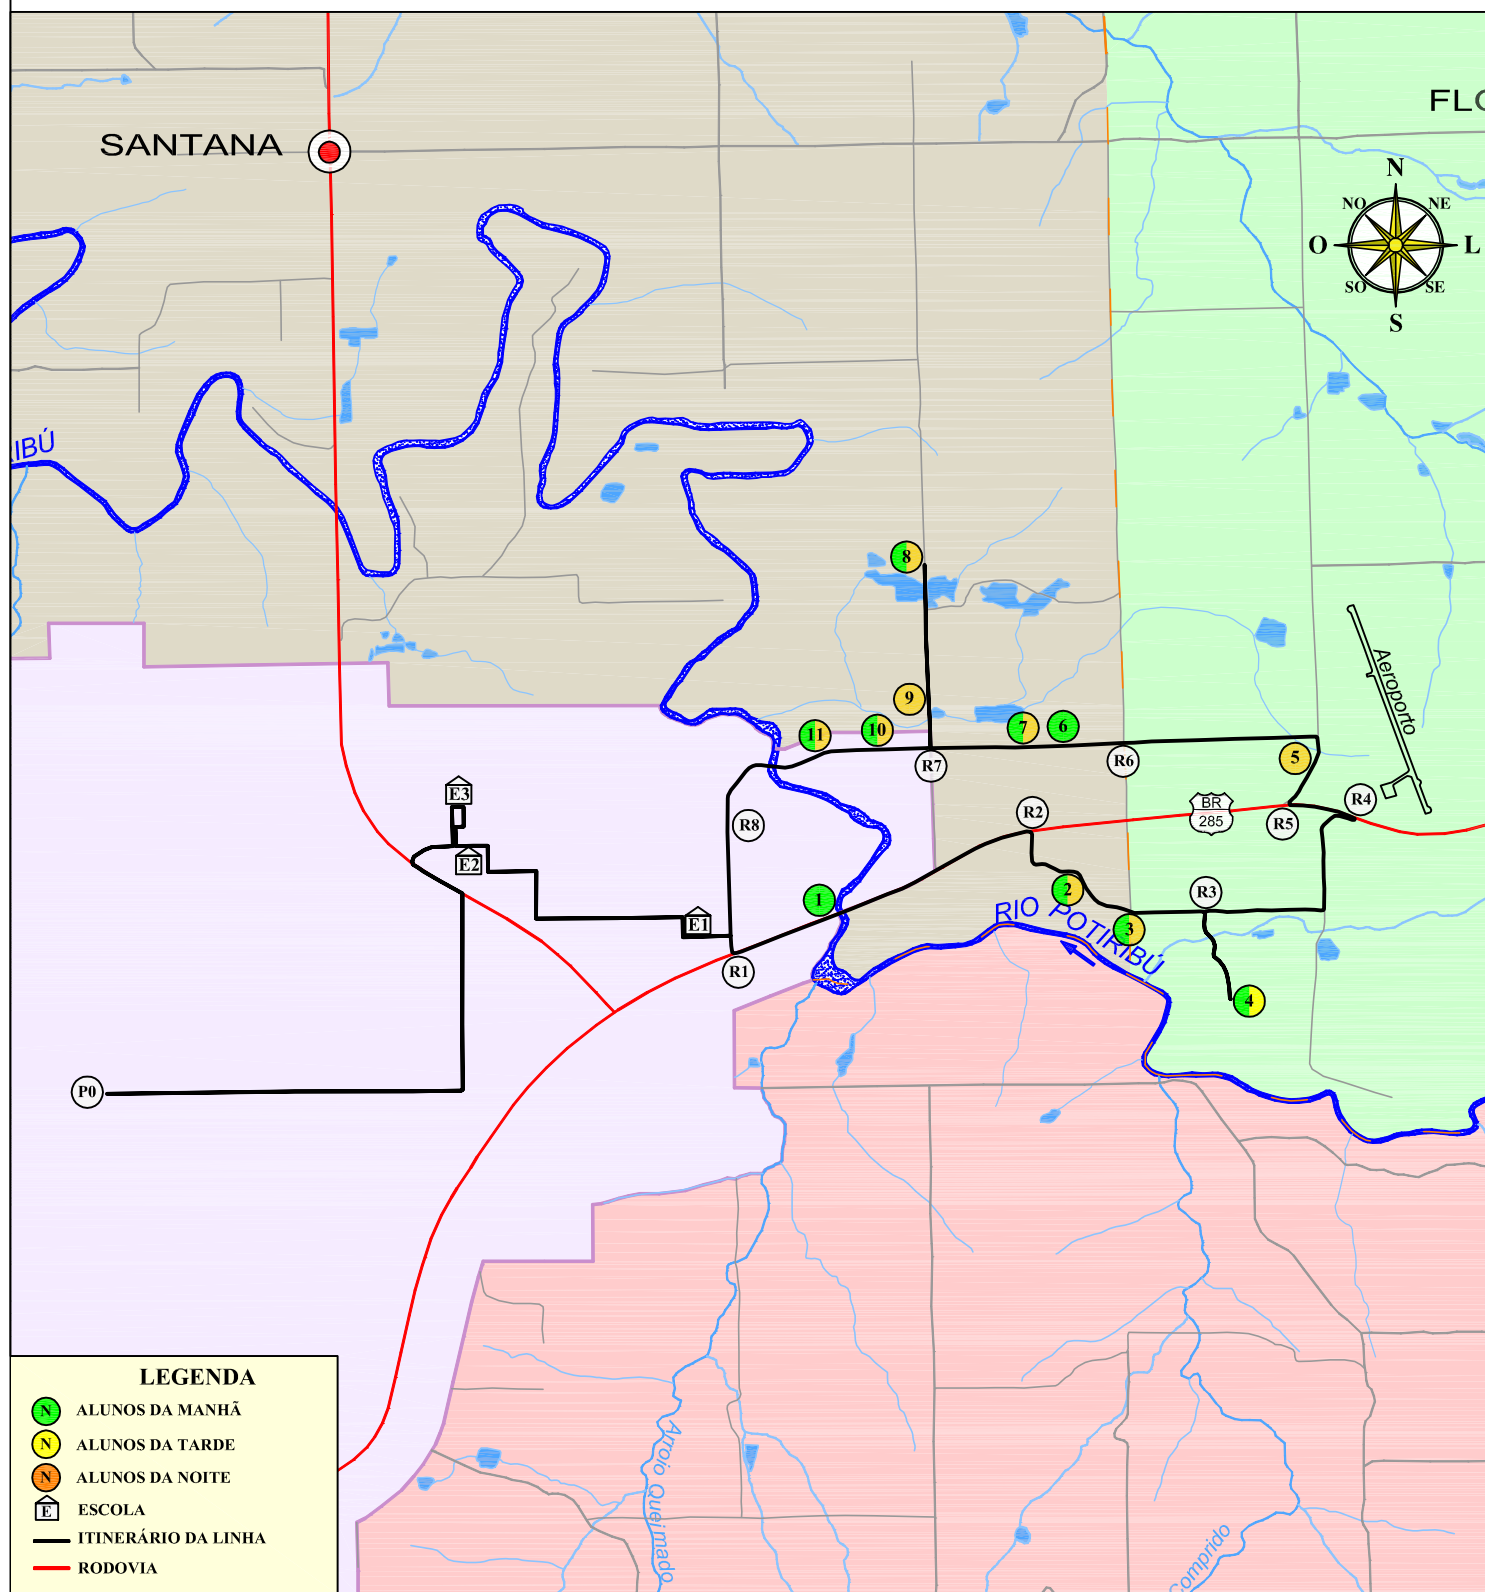 FLO
SANTANA
N
NO
NE
O
L
SO
SE
S
IBÚ
8
Aeroporto
9
11
10
7
6
5
R7
R6
E3
BR
285
R4
R2
R5
R8
E2
2
R3
1
E1
RIO POTIRIBÚ
3
R1
4
P0
LEGENDA
N ALUNOS DA MANHÃ
N ALUNOS DA TARDE
N ALUNOS DA NOITE
E ESCOLA
ITINERÁRIO DA LINHA
RODOVIA
Arroio Queimado
Comprido